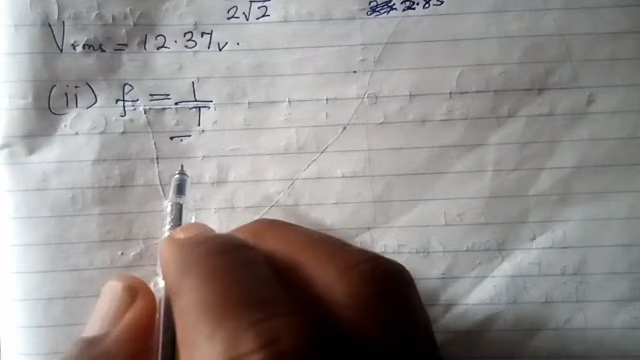 2√2 2.83
Vrms = 12.37v.
(ii) f = 1/T
=